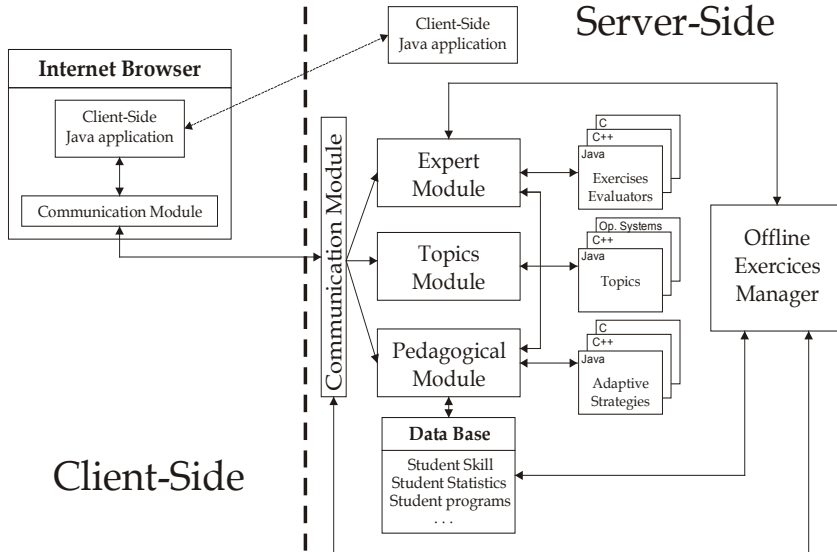 Server-Side
Client-Side
Java application
Internet Browser
Client-Side
Java application
Communication Module
Communication Module
Expert
Module
C
C++
Java
Exercises
Evaluators
Topics
Module
Op. Systems
C++
Java
Topics
Offline
Exercices
Manager
Pedagogical
Module
C
C++
Java
Adaptive
Strategies
Data Base
Student Skill
Student Statistics
Student programs
. . .
Client-Side